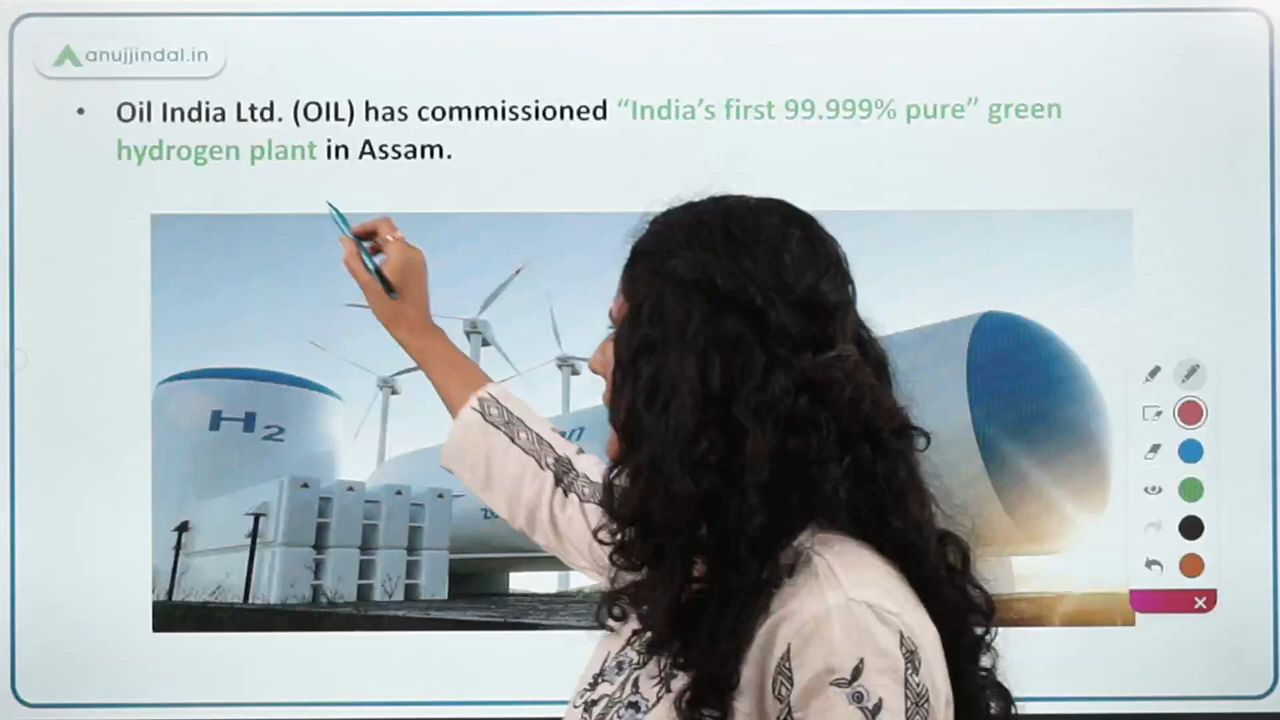 anujjindal.in
• Oil India Ltd. (OIL) has commissioned “India’s first 99.999% pure” green
hydrogen plant in Assam.
H2